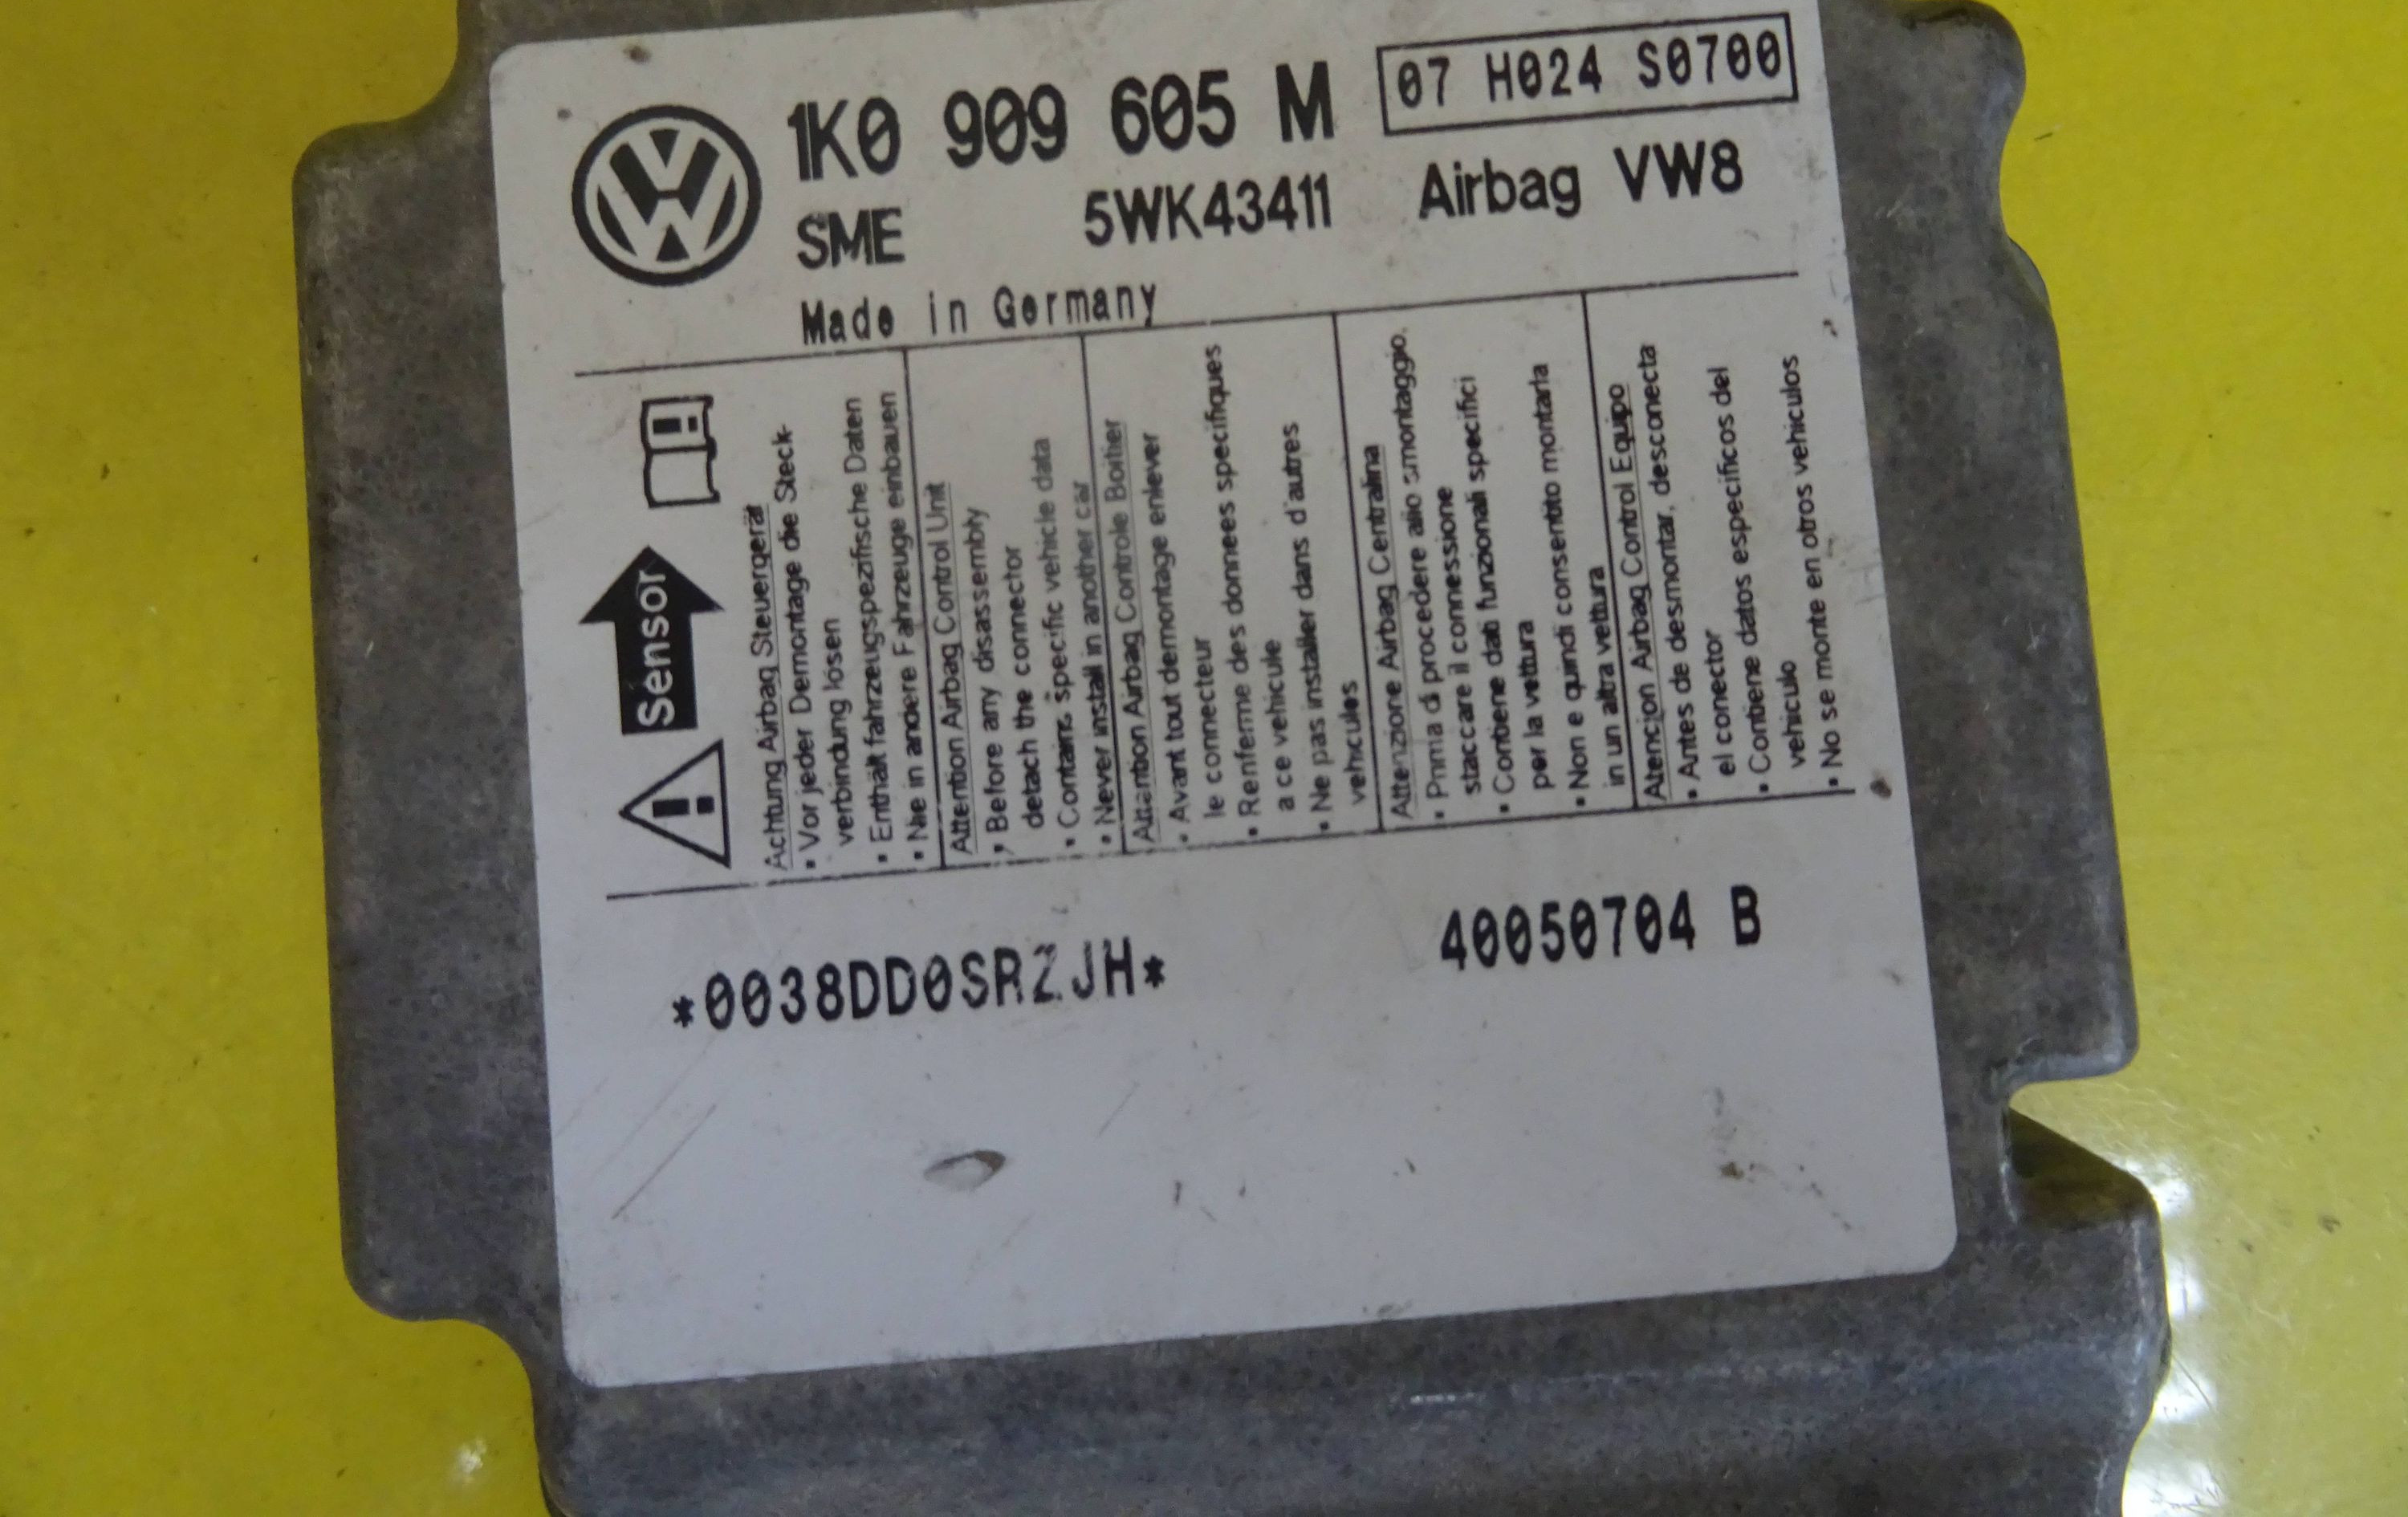 1K0 909 605 M
07 H024 S0700
SME 5WK43411 Airbag VW8
Made in Germany
Sensor
Achtung Airbag Steuergerät
• Vor jeder Demontage die Steck-
verbindung lösen
• Enthält fahrzeugspezifische Daten
• Nie in andere Fahrzeuge einbauen
Attention Airbag Control Unit
• Before any disassembly
detach the connector
• Contains specific vehicle data
• Never install in another car
Attention Airbag Controle Boitier
• Avant tout demontage enlever
le connecteur
• Renferme des donnees specifiques
a ce vehicule
• Ne pas installer dans d'autres
vehicules
Attenzione Airbag Centralina
• Prima di procedere allo smontaggio,
staccare il connessione
• Contiene dati funzionali specifici
per la vettura
• Non e quindi consentito montarla
in un altra vettura
Atencion Airbag Control Equipo
• Antes de desmontar, desconecta
el conector
• Contiene datos especificos del
vehiculo
• No se monte en otros vehiculos
*0038DD0SRZJH*
40050704 B